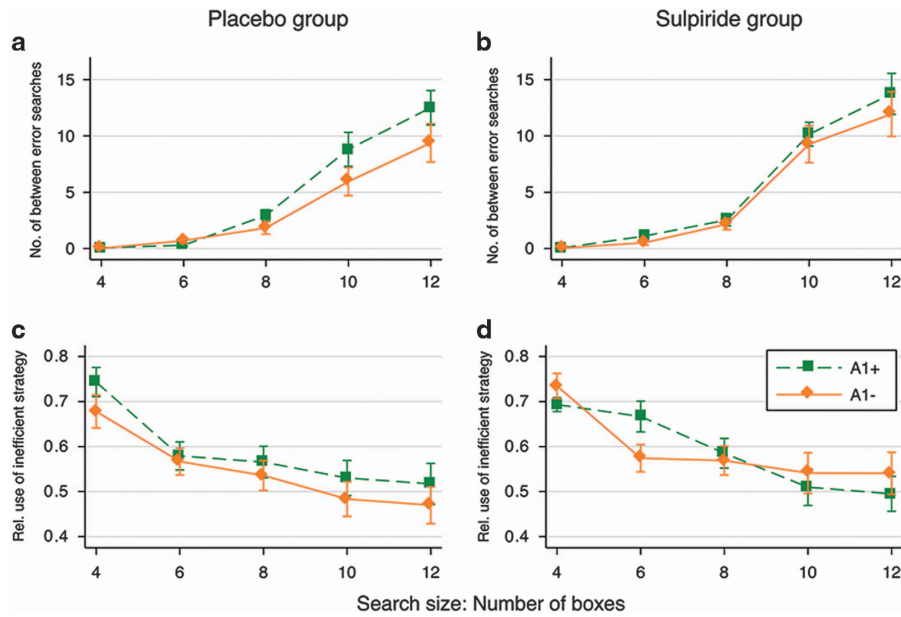 Placebo group
Sulpiride group
a
No. of between error searches
15
10
5
0
4
6
8
10
12
b
No. of between error searches
15
10
5
0
4
6
8
10
12
c
Rel. use of inefficient strategy
0.8
0.7
0.6
0.5
0.4
4
6
8
10
12
d
Rel. use of inefficient strategy
0.8
0.7
0.6
0.5
0.4
4
6
8
10
12
A1+
A1-
Search size: Number of boxes